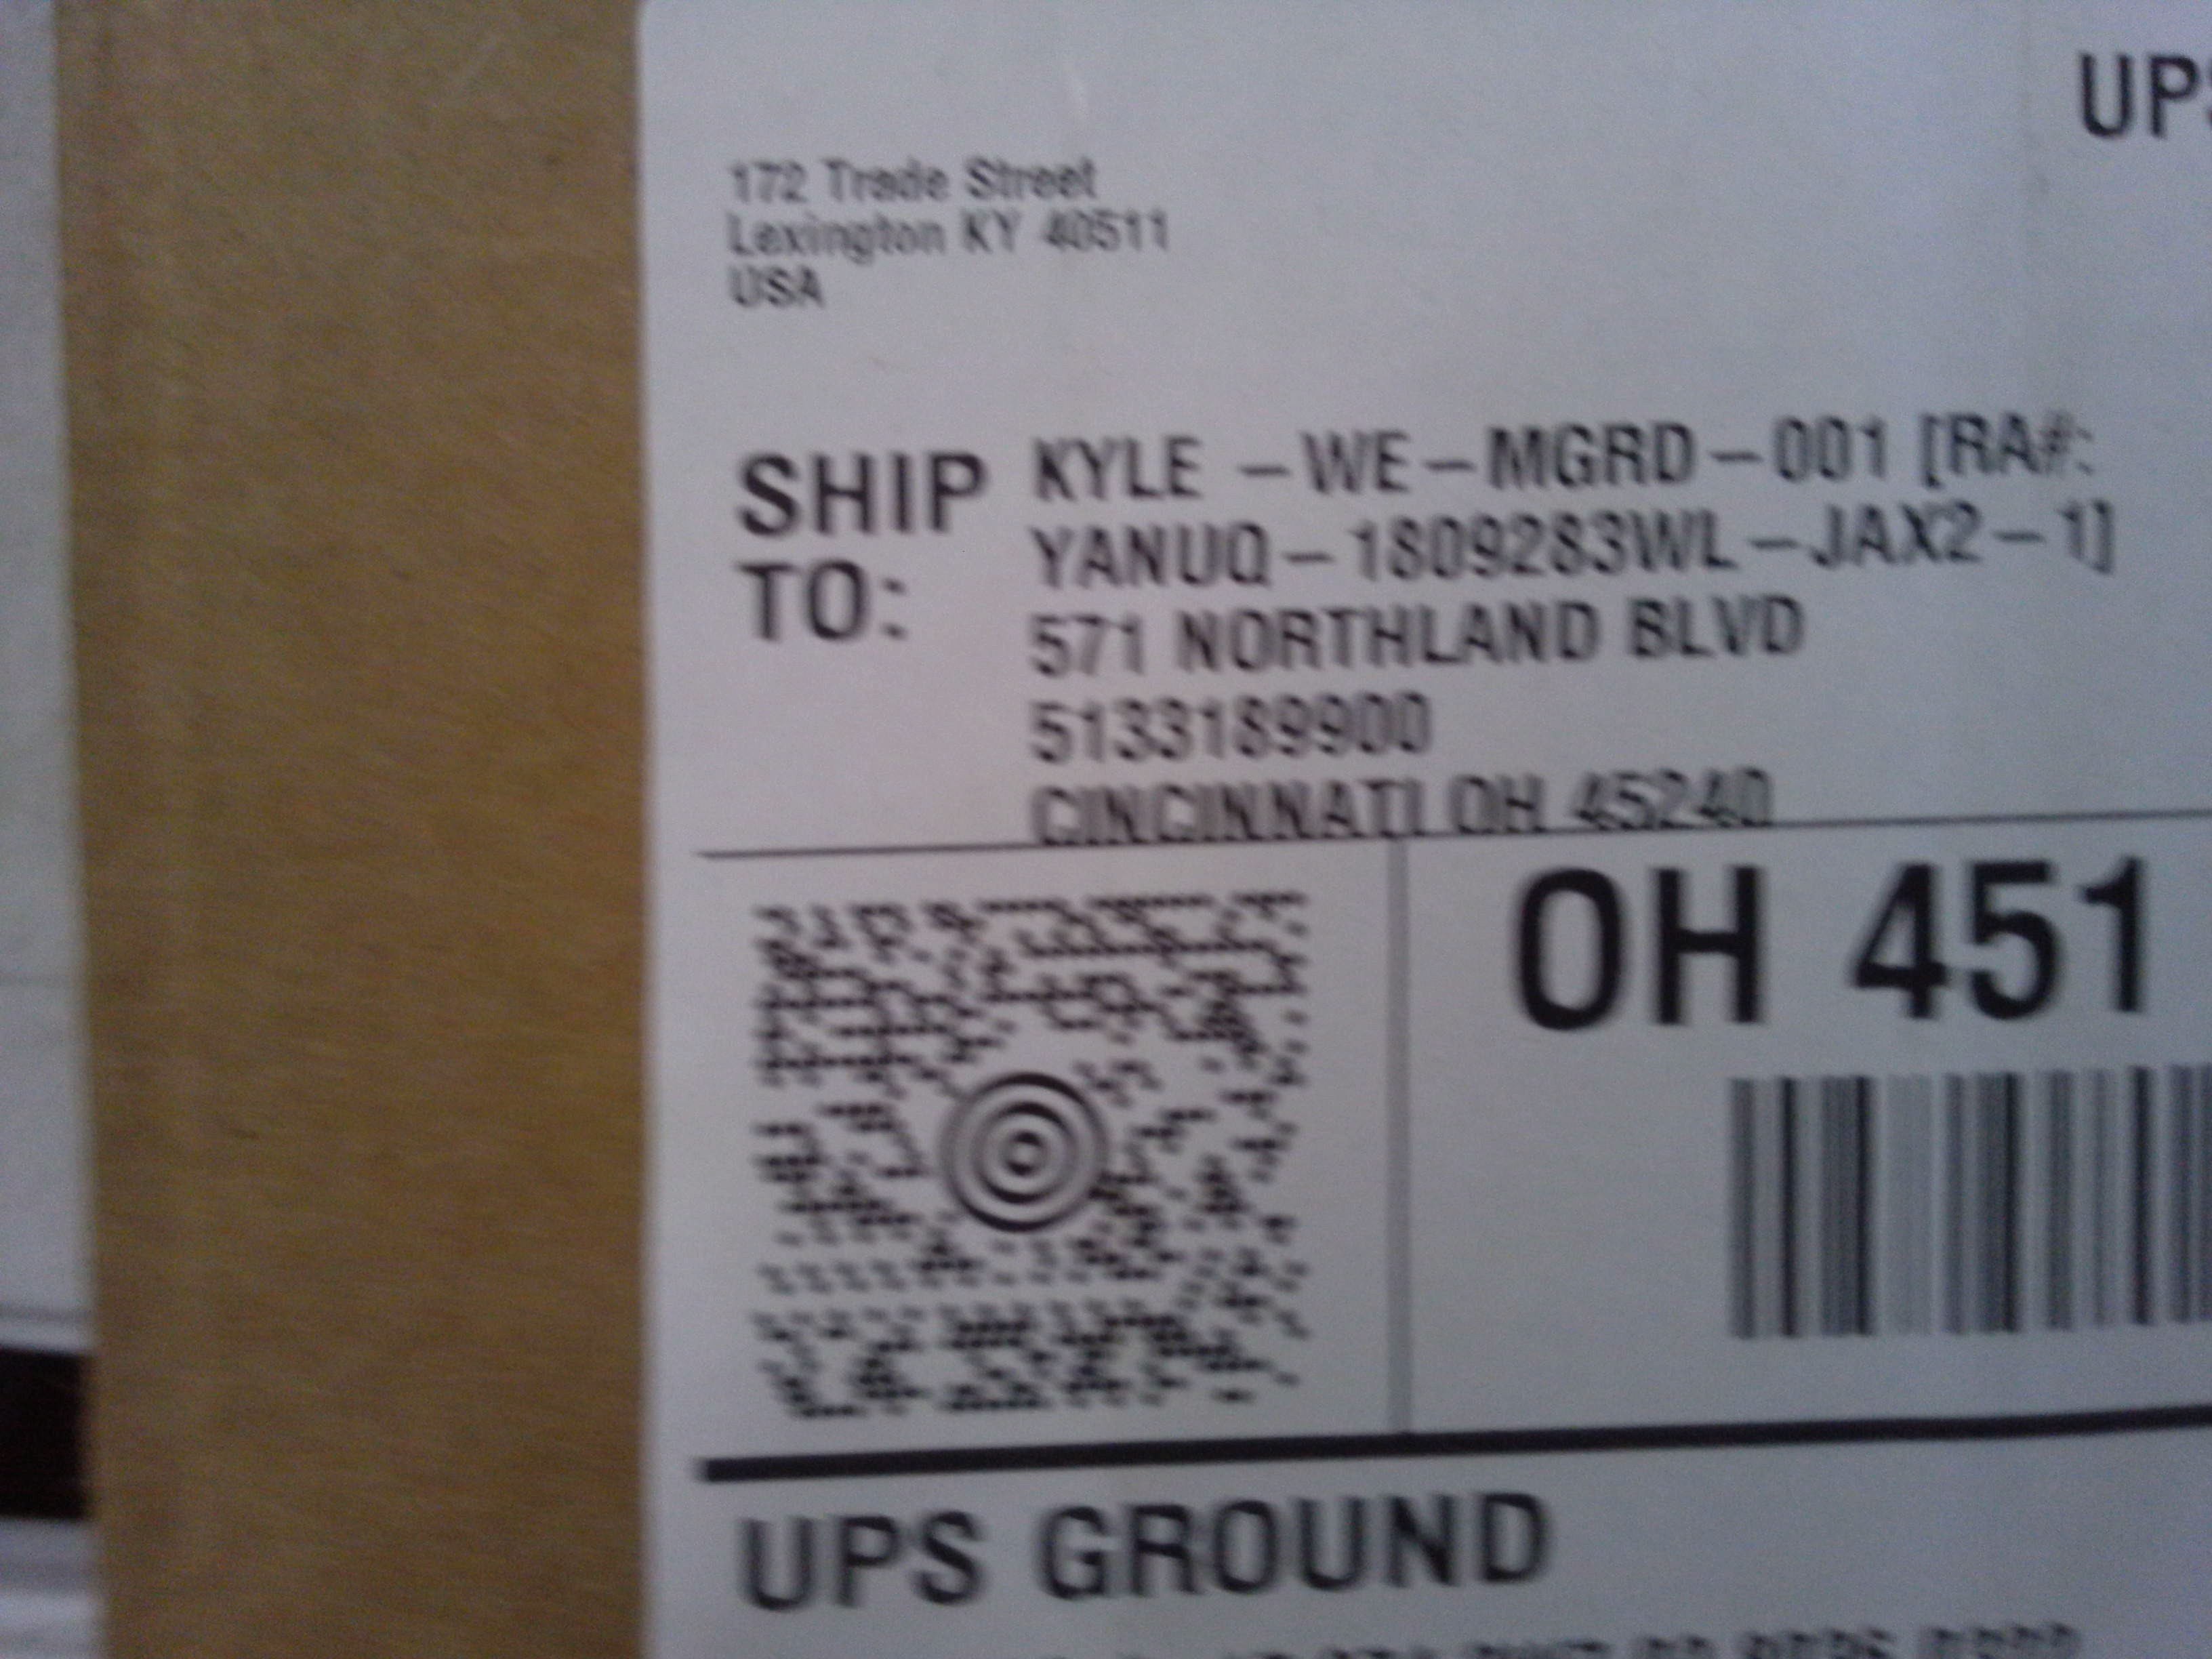 UPS
172 Trade Street
Lexington KY 40511
USA
SHIP TO:
KYLE -WE-MGRD-001 [RA#:
YANUQ-1809283WL-JAX2-1]
571 NORTHLAND BLVD
5133189900
CINCINNATI OH 45240
OH 451
UPS GROUND